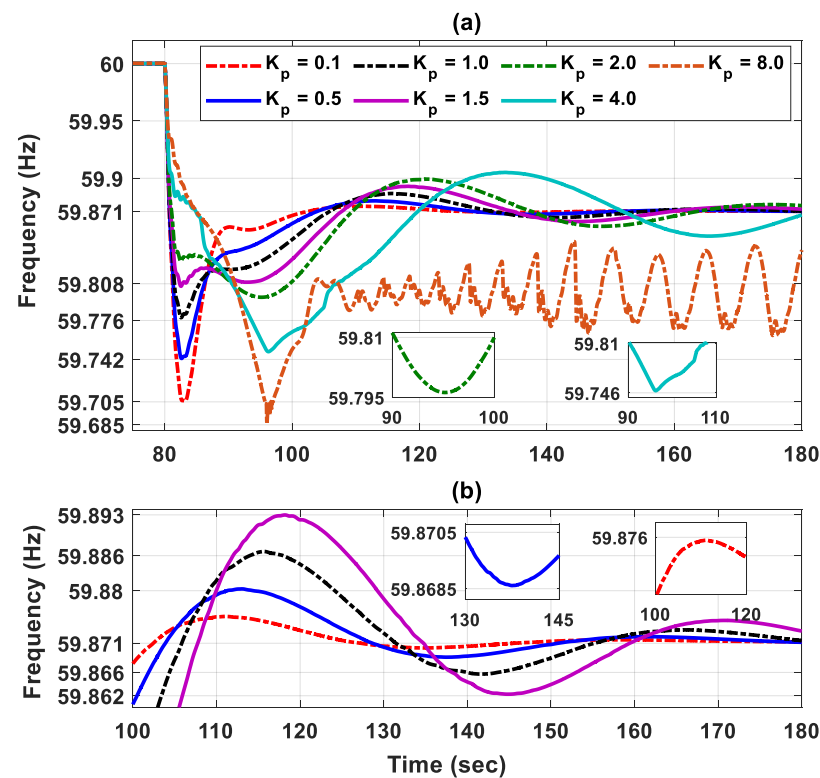 (a)
K_p = 0.1 K_p = 1.0 K_p = 2.0 K_p = 8.0
K_p = 0.5 K_p = 1.5 K_p = 4.0
Frequency (Hz)
60
59.95
59.9
59.871
59.808
59.776
59.742
59.705
59.685
59.81
59.795
90 100
59.81
59.746
90 110
80 100 120 140 160 180
(b)
Frequency (Hz)
59.893
59.886
59.88
59.871
59.866
59.862
59.8705
59.8685
130 145
59.876
100 120
100 110 120 130 140 150 160 170 180
Time (sec)